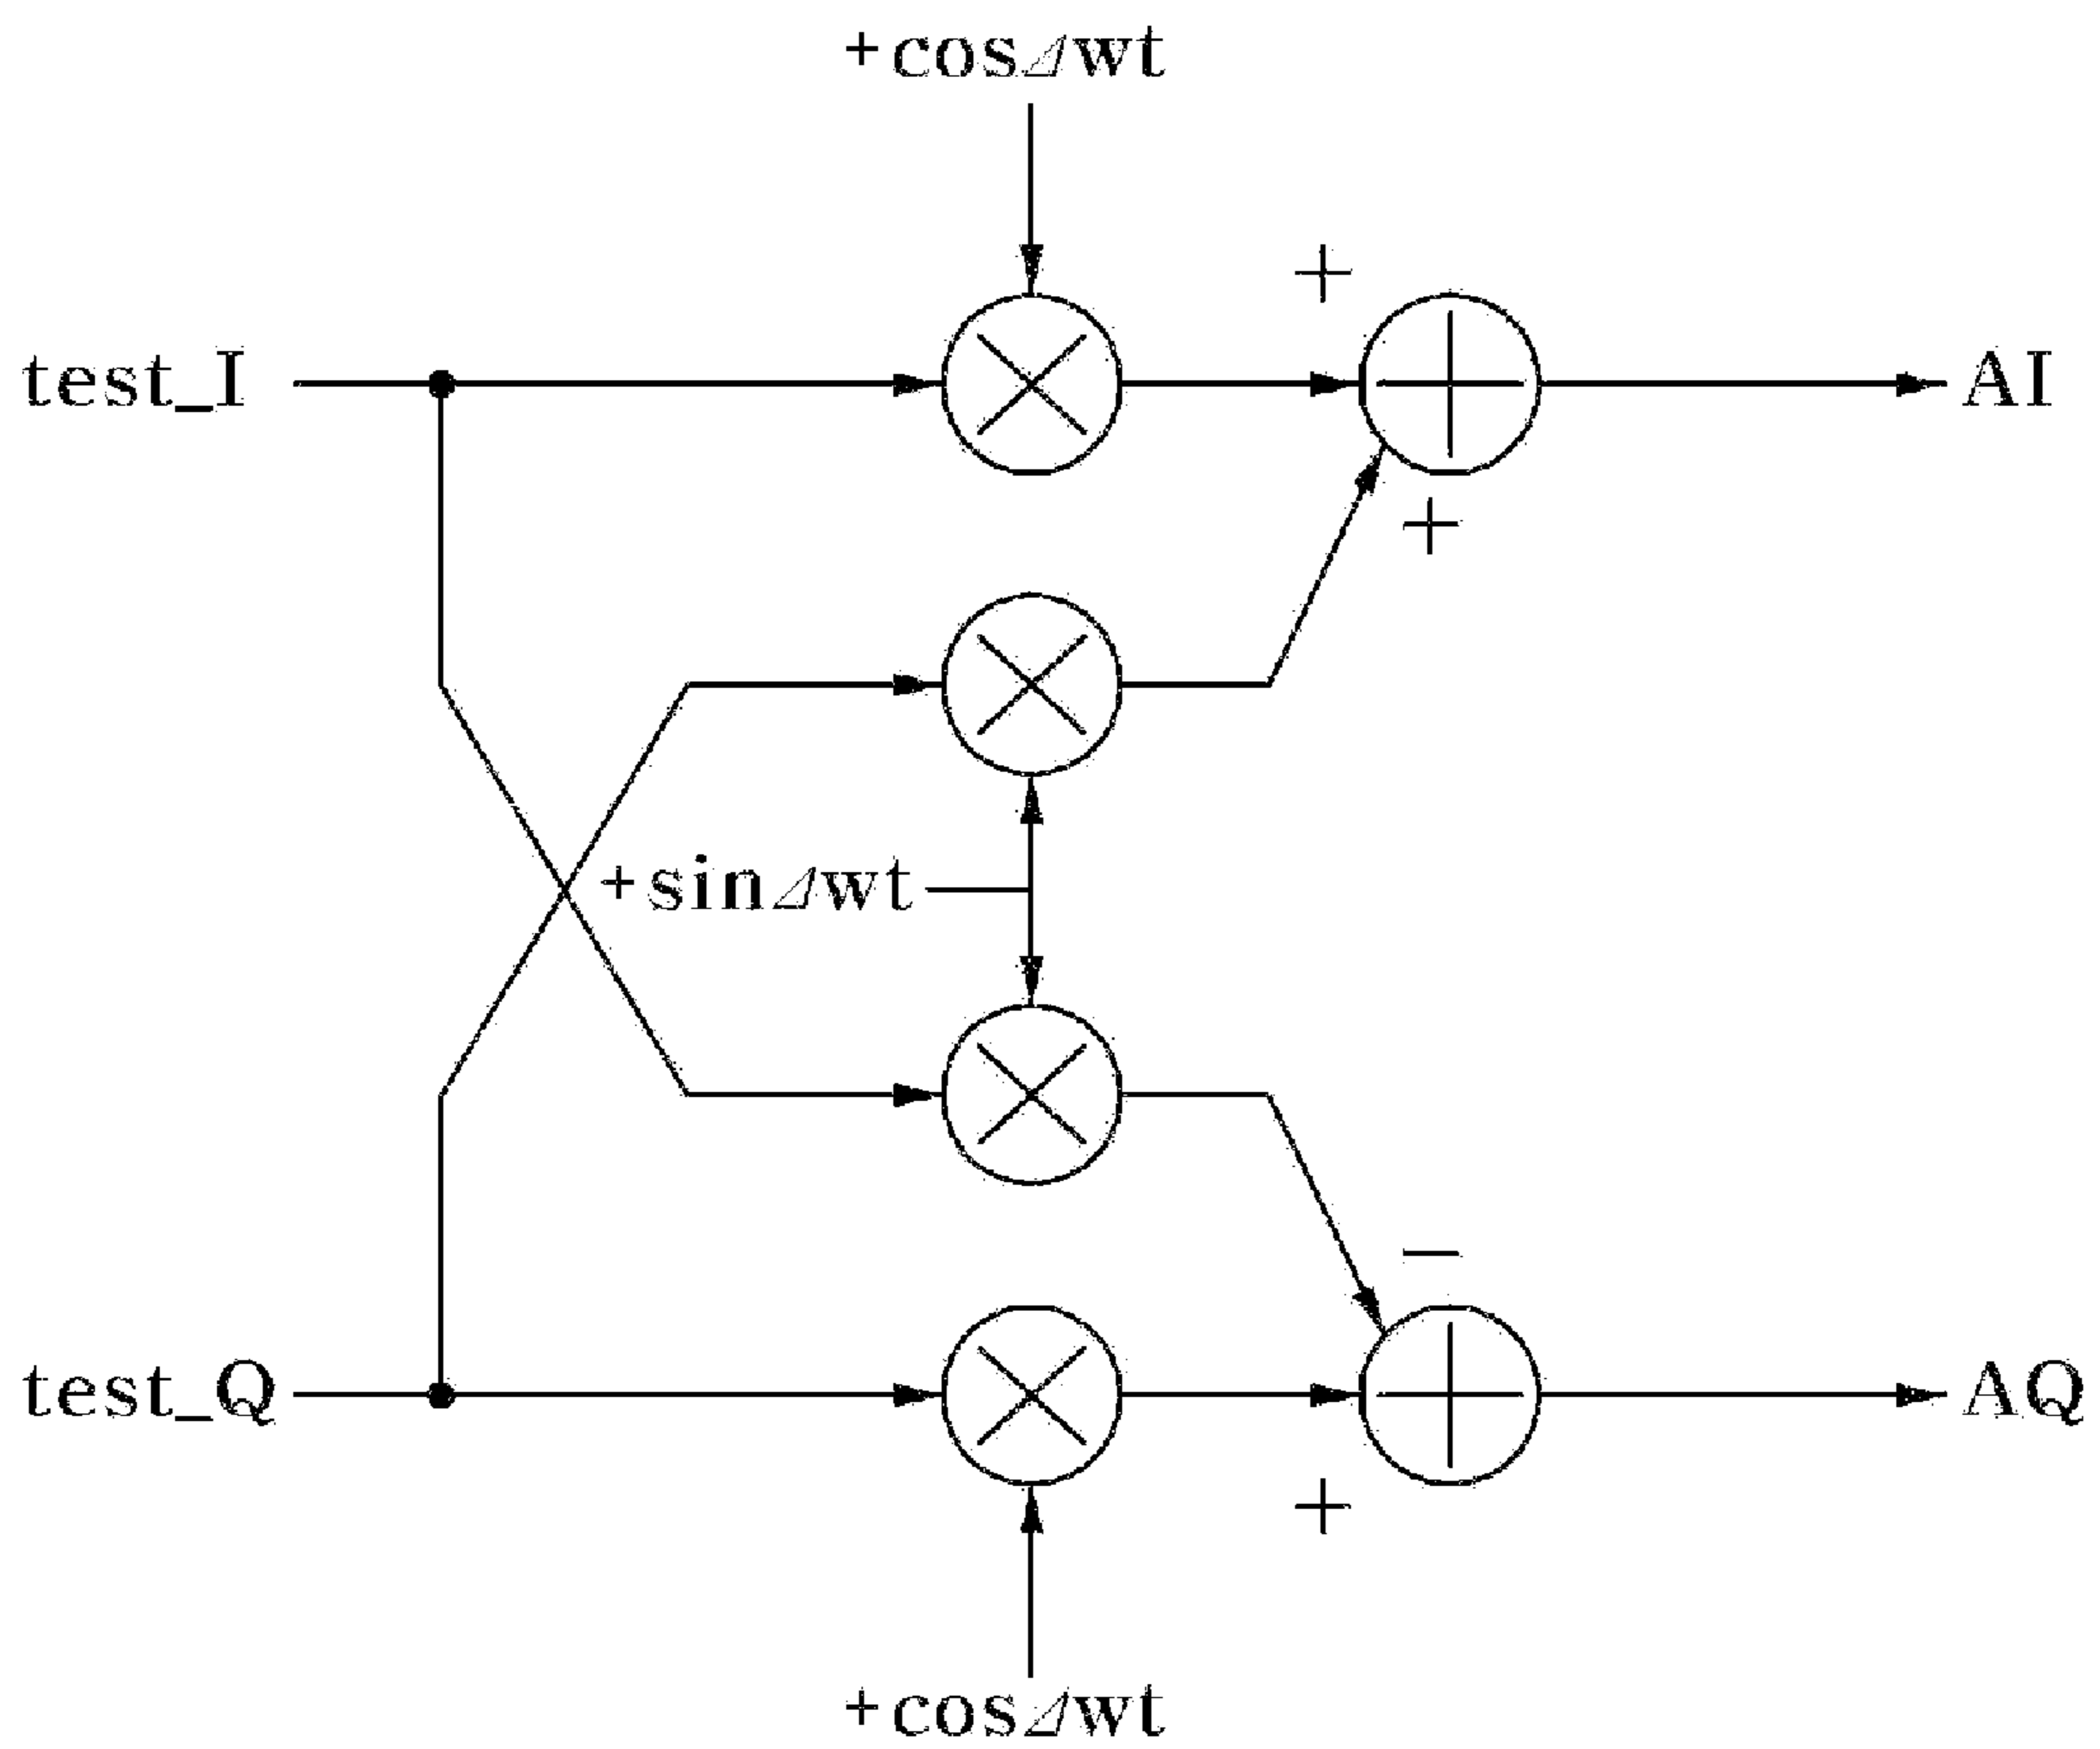 +cos⊿wt
+
test_I
AI
+
+sin⊿wt
−
test_Q
AQ
+
+cos⊿wt